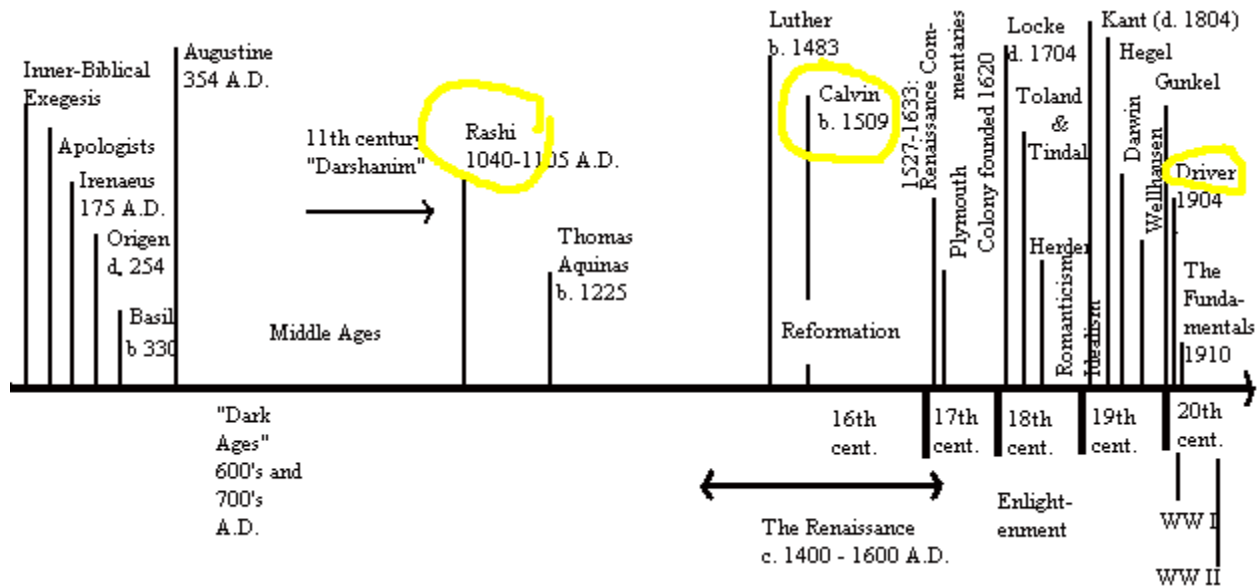 Inner-Biblical
Exegesis
Apologists
Irenaeus
175 A.D.
Origen
d. 254
Basil
b 330
Augustine
354 A.D.
Middle Ages
11th century
"Darshanim"
Rashi
1040-1105 A.D.
Thomas
Aquinas
b. 1225
Luther
b. 1483
Calvin
b. 1509
Reformation
1527-1633:
Renaissance Com-
mentaries
Plymouth
Colony founded 1620
Locke
d. 1704
Toland
&
Tindal
Herder
Romanticism
Idealism
Kant (d. 1804)
Hegel
Darwin
Wellhausen
Gunkel
Driver
1904
The
Funda-
mentals
1910
"Dark
Ages"
600's and
700's
A.D.
16th
cent.
17th
cent.
18th
cent.
19th
cent.
20th
cent.
The Renaissance
c. 1400 - 1600 A.D.
Enlight-
enment
WW I
WW II